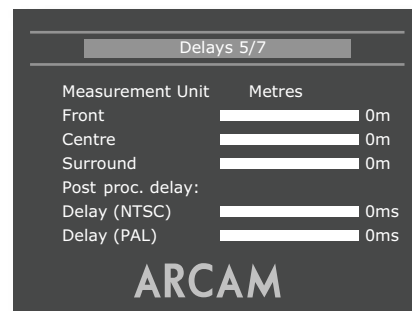 Delays 5/7
Measurement Unit Metres
Front 0m
Centre 0m
Surround 0m
Post proc. delay:
Delay (NTSC) 0ms
Delay (PAL) 0ms
ARCAM